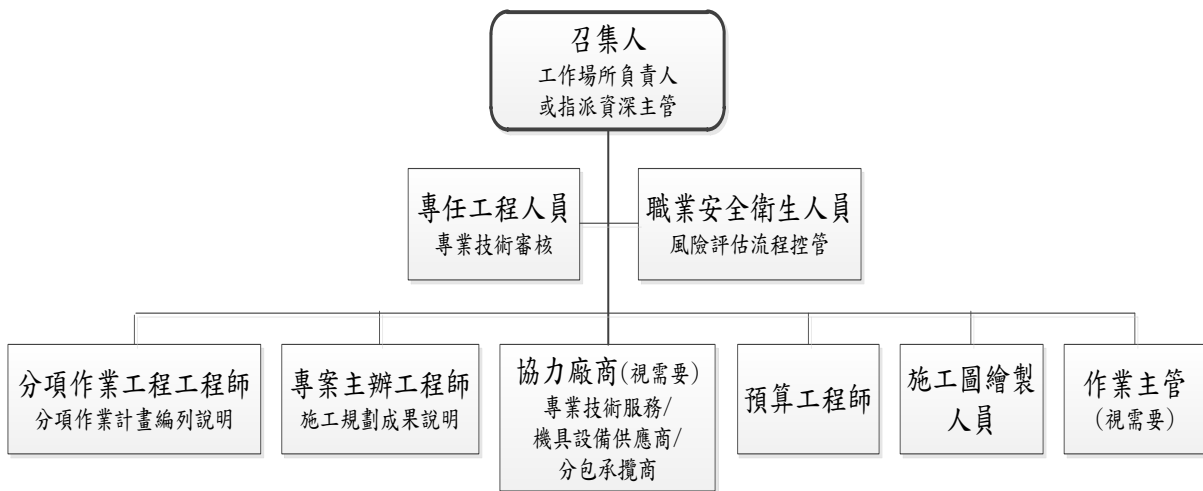 召集人
工作場所負責人
或指派資深主管
專任工程人員
專業技術審核
職業安全衛生人員
風險評估流程控管
分項作業工程工程師
分項作業計畫編列說明
專案主辦工程師
施工規劃成果說明
協力廠商(視需要)
專業技術服務/
機具設備供應商/
分包承攬商
預算工程師
施工圖繪製
人員
作業主管
(視需要)